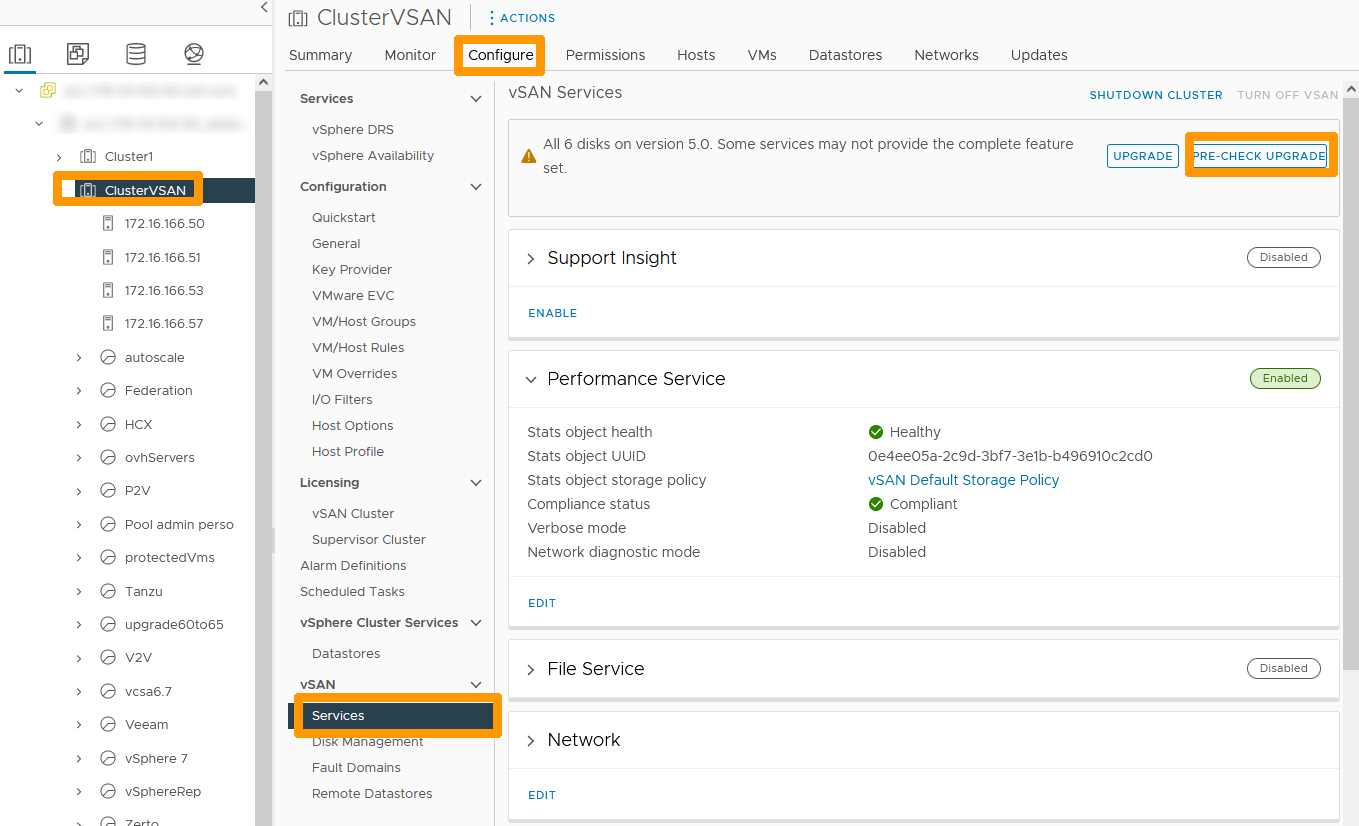 ClusterVSAN
ACTIONS
Summary Monitor Configure Permissions Hosts VMs Datastores Networks Updates
Cluster1
ClusterVSAN
172.16.166.50
172.16.166.51
172.16.166.53
172.16.166.57
autoscale
Federation
HCX
ovhServers
P2V
Pool admin perso
protectedVms
Tanzu
upgrade60to65
V2V
vcsa6.7
Veeam
vSphere 7
vSphereRep
Zerto
Services
vSphere DRS
vSphere Availability
Configuration
Quickstart
General
Key Provider
VMware EVC
VM/Host Groups
VM/Host Rules
VM Overrides
I/O Filters
Host Options
Host Profile
Licensing
vSAN Cluster
Supervisor Cluster
Alarm Definitions
Scheduled Tasks
vSphere Cluster Services
Datastores
vSAN
Services
Disk Management
Fault Domains
Remote Datastores
vSAN Services
SHUTDOWN CLUSTER TURN OFF VSAN
All 6 disks on version 5.0. Some services may not provide the complete feature
set.
UPGRADE PRE-CHECK UPGRADE
Support Insight Disabled
ENABLE
Performance Service Enabled
Stats object health Healthy
Stats object UUID 0e4ee05a-2c9d-3bf7-3e1b-b496910c2cd0
Stats object storage policy vSAN Default Storage Policy
Compliance status Compliant
Verbose mode Disabled
Network diagnostic mode Disabled
EDIT
File Service Disabled
Network
EDIT